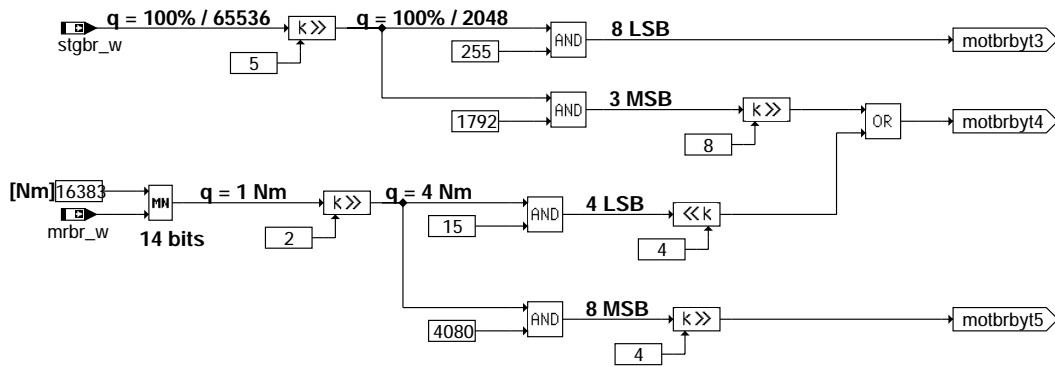 q = 100% / 65536
k>>
q = 100% / 2048
stgbr_w
5
255
AND
8 LSB
motbrbyt3
1792
AND
3 MSB
k>>
8
OR
motbrbyt4
[Nm]
16383
mrbr_w
MN
14 bits
q = 1 Nm
k>>
2
q = 4 Nm
15
AND
4 LSB
<<k
4
4080
AND
8 MSB
k>>
4
motbrbyt5